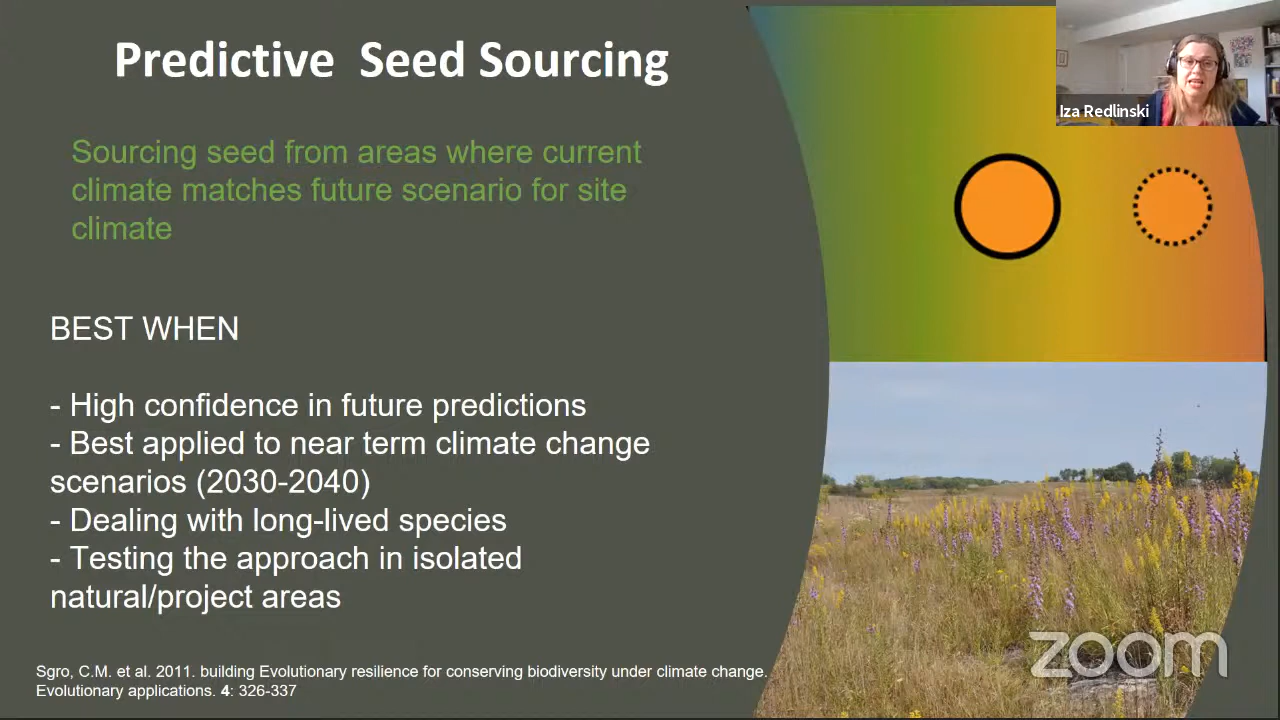 Predictive  Seed Sourcing
Iza Redlinski
Sourcing seed from areas where current
climate matches future scenario for site
climate
BEST WHEN
- High confidence in future predictions
- Best applied to near term climate change
scenarios (2030-2040)
- Dealing with long-lived species
- Testing the approach in isolated
natural/project areas
Sgro, C.M. et al. 2011. building Evolutionary resilience for conserving biodiversity under climate change.
Evolutionary applications. 4: 326-337
zoom